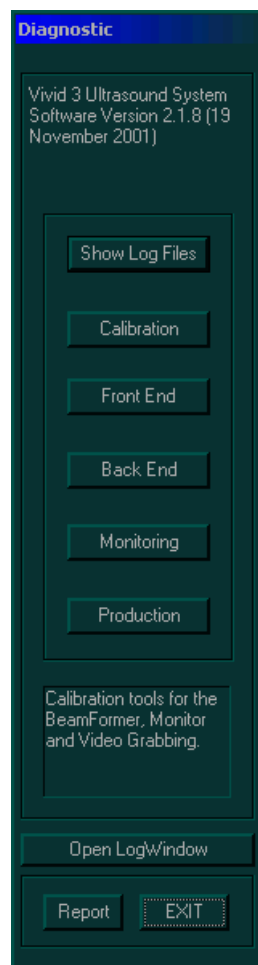 Diagnostic
Vivid 3 Ultrasound System
Software Version 2.1.8 (19
November 2001)
Show Log Files
Calibration
Front End
Back End
Monitoring
Production
Calibration tools for the
BeamFormer, Monitor
and Video Grabbing.
Open LogWindow
Report
EXIT